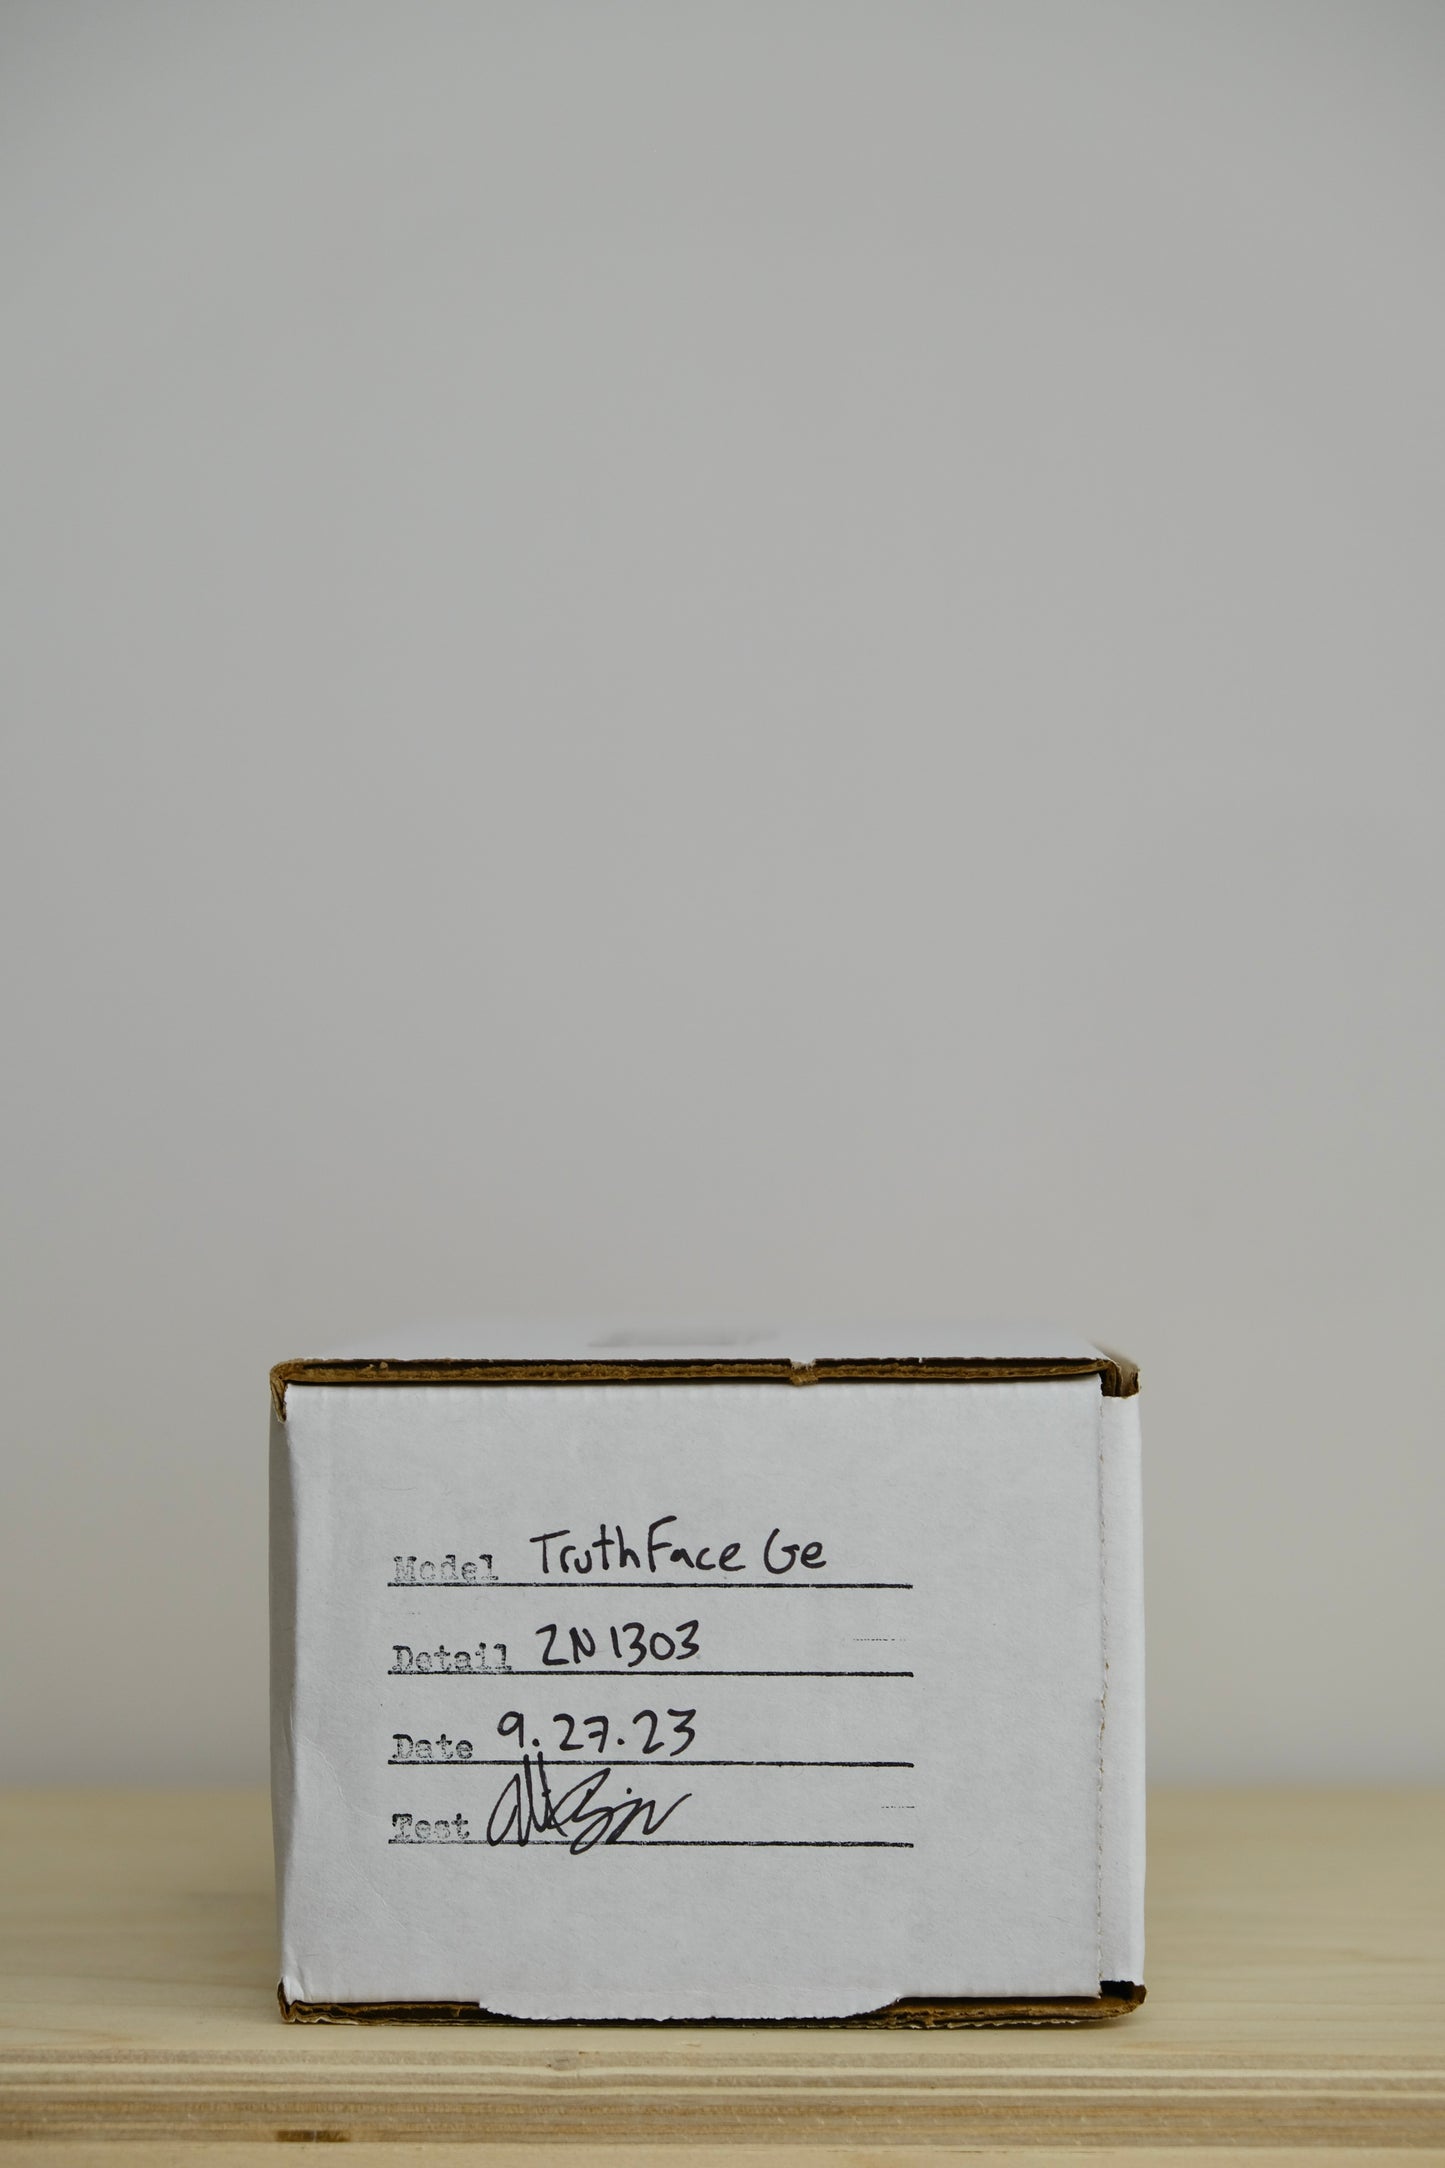 Model TruthFace Ge
Detail 2N1303
Date 9.27.23
Test